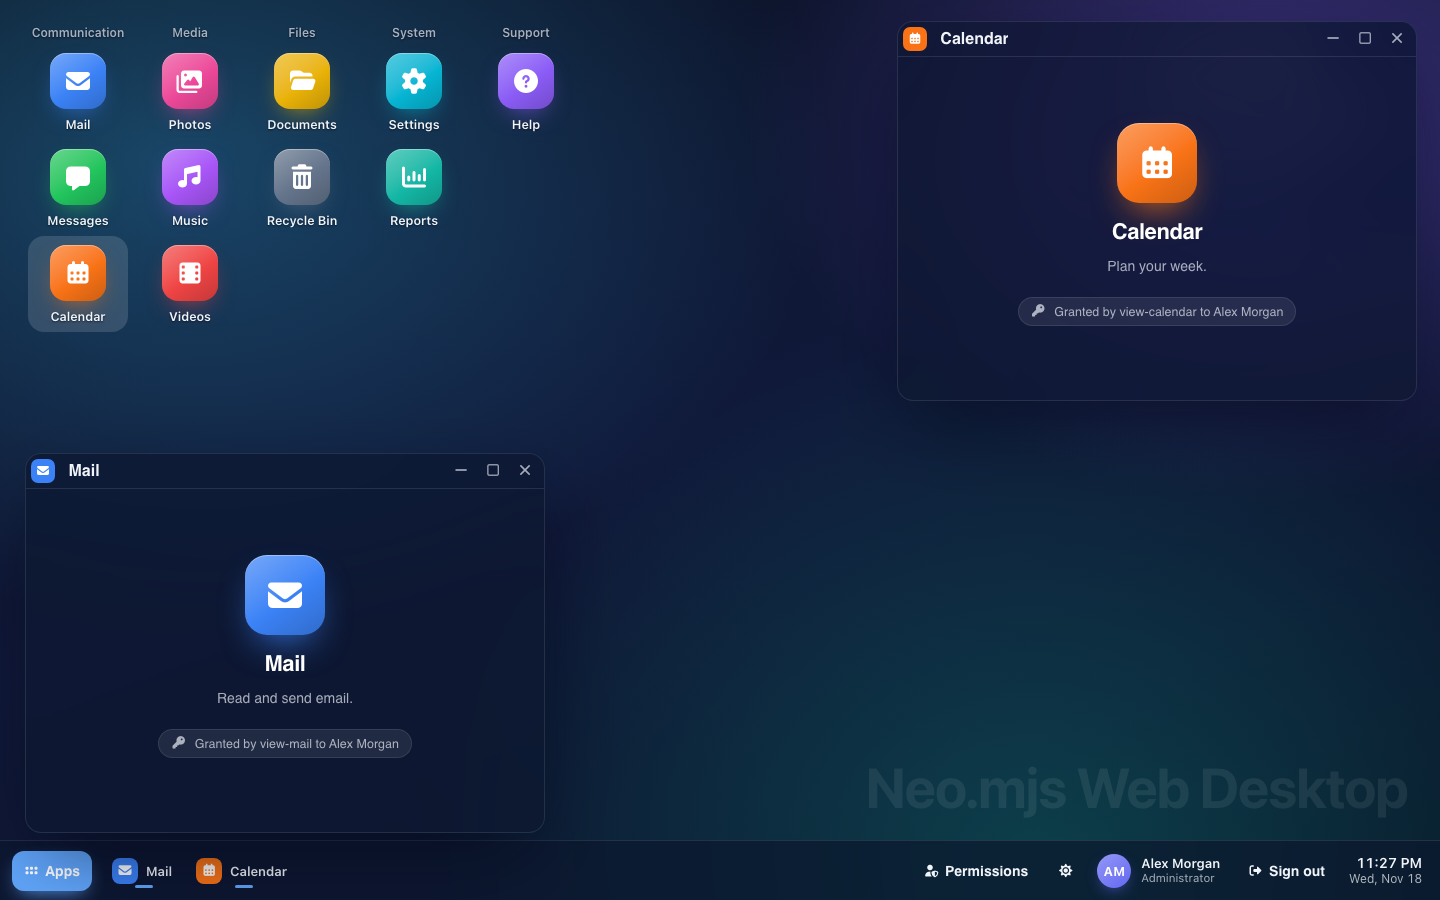 Communication
Media
Files
System
Support
Mail
Photos
Documents
Settings
Help
Messages
Music
Recycle Bin
Reports
Calendar
Videos
Calendar
Calendar
Plan your week.
Granted by view-calendar to Alex Morgan
Mail
Mail
Read and send email.
Granted by view-mail to Alex Morgan
Neo.mjs Web Desktop
Apps
Mail
Calendar
Permissions
AM
Alex Morgan
Administrator
Sign out
11:27 PM
Wed, Nov 18